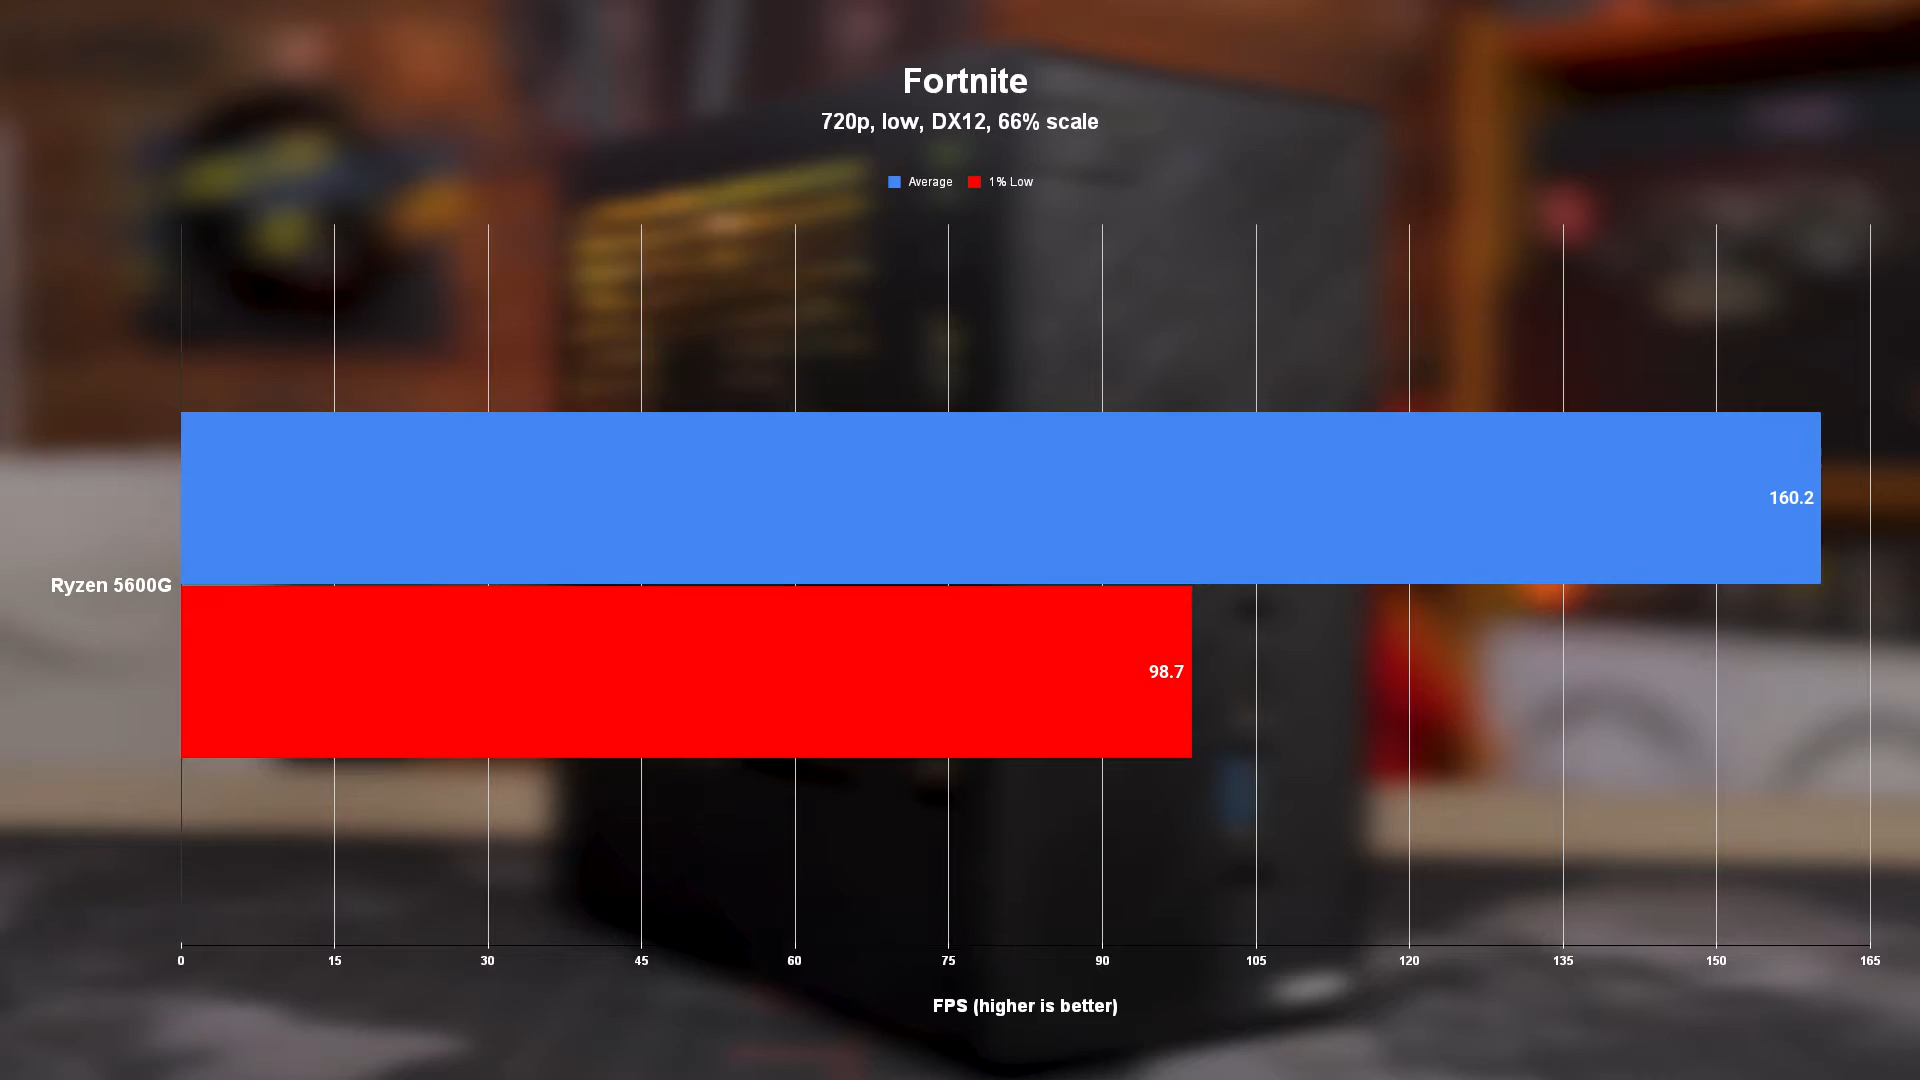 Fortnite
720p, low, DX12, 66% scale
Average 1% Low
160.2
Ryzen 5600G
98.7
0 15 30 45 60 75 90 105 120 135 150 165
FPS (higher is better)